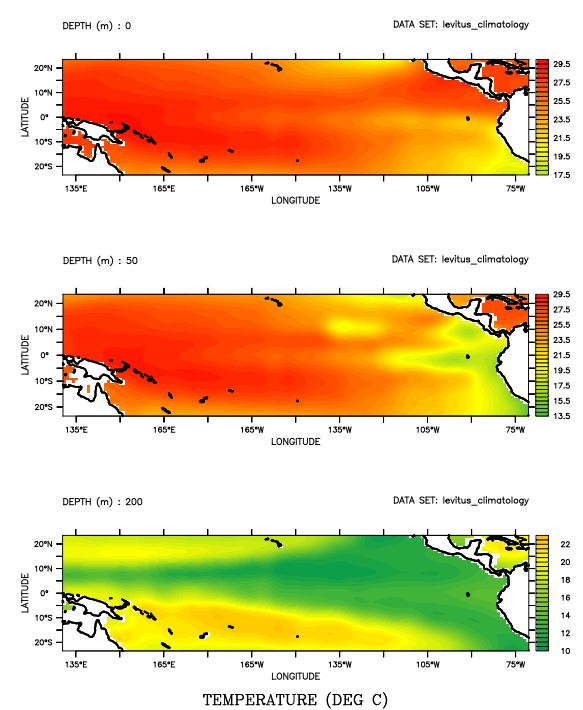 DEPTH (m) : 0 DATA SET: levitus_climatology
20°N
10°N
0°
10°S
20°S
LATITUDE
135°E 165°E 165°W 135°W 105°W 75°W
LONGITUDE
29.5
27.5
25.5
23.5
21.5
19.5
17.5
DEPTH (m) : 50 DATA SET: levitus_climatology
20°N
10°N
0°
10°S
20°S
LATITUDE
135°E 165°E 165°W 135°W 105°W 75°W
LONGITUDE
29.5
27.5
25.5
23.5
21.5
19.5
17.5
15.5
13.5
DEPTH (m) : 200 DATA SET: levitus_climatology
20°N
10°N
0°
10°S
20°S
LATITUDE
135°E 165°E 165°W 135°W 105°W 75°W
LONGITUDE
22
20
18
16
14
12
10
TEMPERATURE (DEG C)